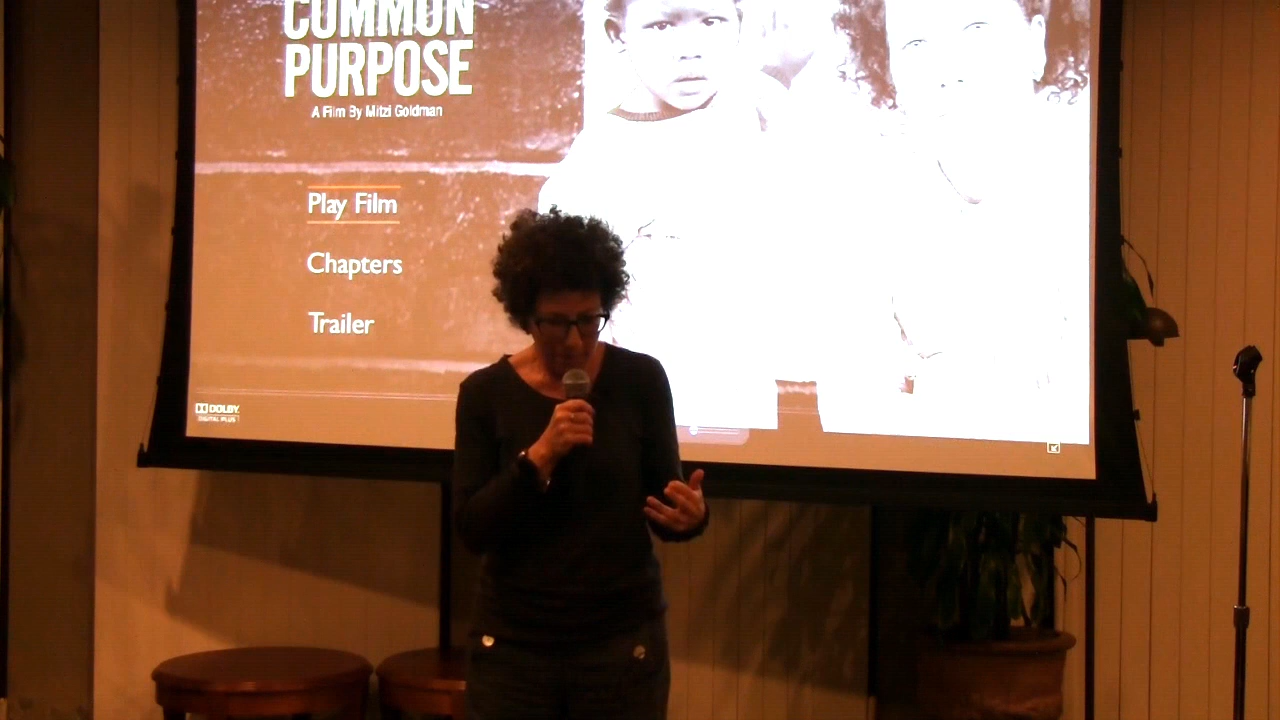 COMMON
PURPOSE
A Film By Mitzi Goldman
Play Film
Chapters
Trailer
DOLBY
DIGITAL PLUS